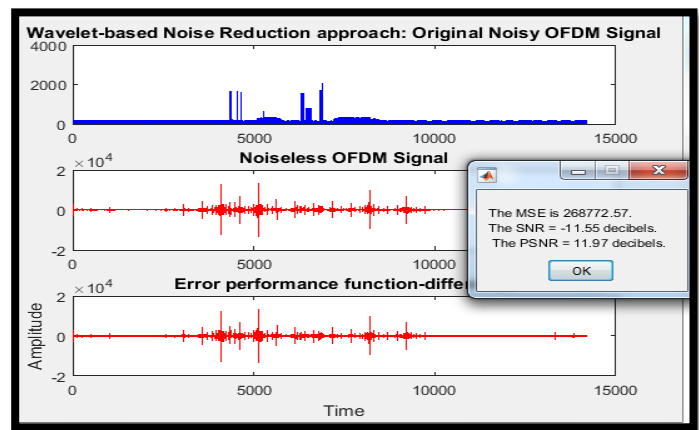 Wavelet-based Noise Reduction approach: Original Noisy OFDM Signal
4000
2000
0
0 5000 10000 15000
Noiseless OFDM Signal
× 10^4
2
0
-2
0 5000 10000
Error performance function-differ
× 10^4
2
0
-2
0 5000 10000 15000
Amplitude
Time
The MSE is 268772.57.
The SNR = -11.55 decibels.
The PSNR = 11.97 decibels.
OK